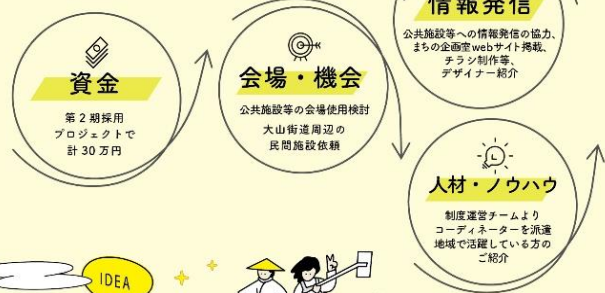 資金
第2期採用
プロジェクトで
計30万円
会場・機会
公共施設等の会場使用検討
大山街道周辺の
民間施設依頼
情報発信
公共施設等への情報発信の協力、
まちの企画室webサイト掲載、
チラシ制作等、
デザイナー紹介
人材・ノウハウ
制度運営チームより
コーディネーターを派遣
地域で活躍している方の
ご紹介
IDEA